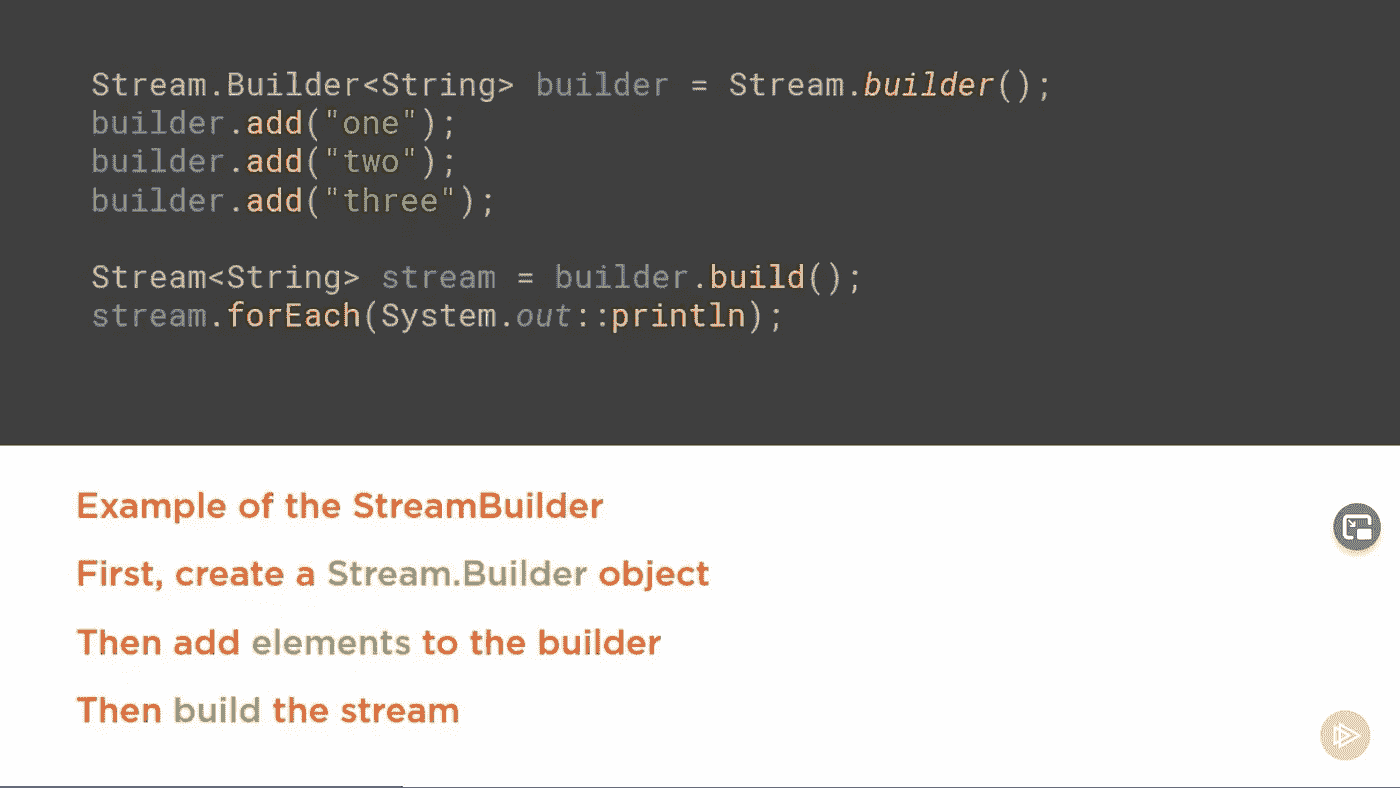 Stream.Builder<String> builder = Stream.builder();
builder.add("one");
builder.add("two");
builder.add("three");
Stream<String> stream = builder.build();
stream.forEach(System.out::println);
Example of the StreamBuilder
First, create a Stream.Builder object
Then add elements to the builder
Then build the stream